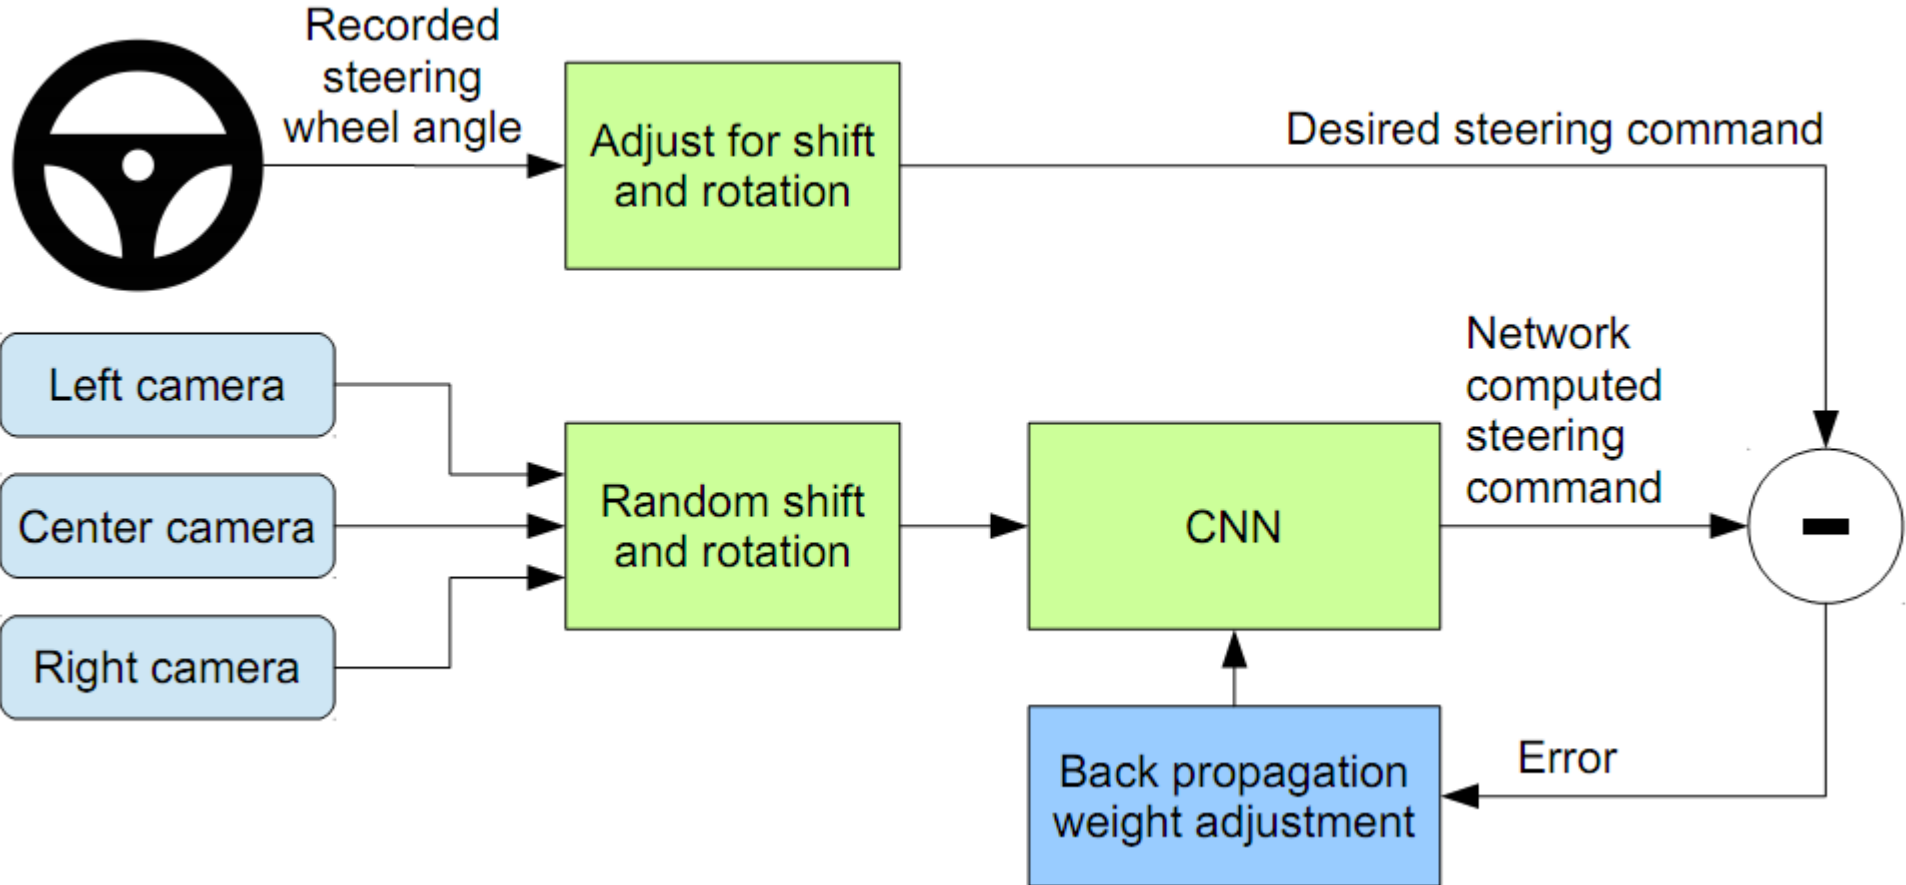 Recorded
steering
wheel angle
Adjust for shift
and rotation
Desired steering command
Left camera
Center camera
Right camera
Random shift
and rotation
CNN
Network
computed
steering
command
-
Back propagation
weight adjustment
Error